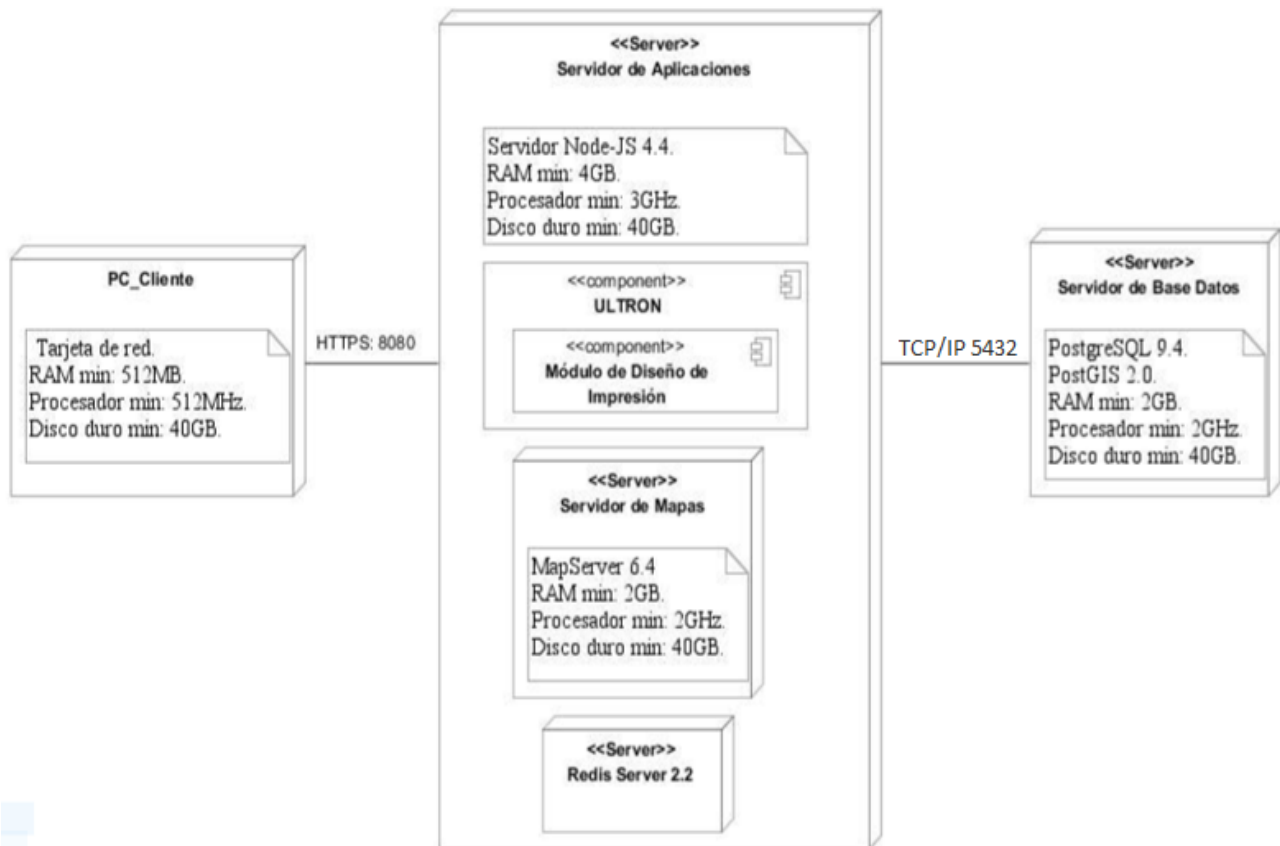 <<Server>>
Servidor de Aplicaciones
Servidor Node-JS 4.4.
RAM min: 4GB.
Procesador min: 3GHz.
Disco duro min: 40GB.
PC_Cliente
Tarjeta de red.
RAM min: 512MB.
Procesador min: 512MHz.
Disco duro min: 40GB.
HTTPS: 8080
<<component>>
ULTRON
<<component>>
Módulo de Diseño de
Impresión
TCP/IP 5432
<<Server>>
Servidor de Base Datos
PostgreSQL 9.4.
PostGIS 2.0.
RAM min: 2GB.
Procesador min: 2GHz.
Disco duro min: 40GB.
<<Server>>
Servidor de Mapas
MapServer 6.4
RAM min: 2GB.
Procesador min: 2GHz.
Disco duro min: 40GB.
<<Server>>
Redis Server 2.2